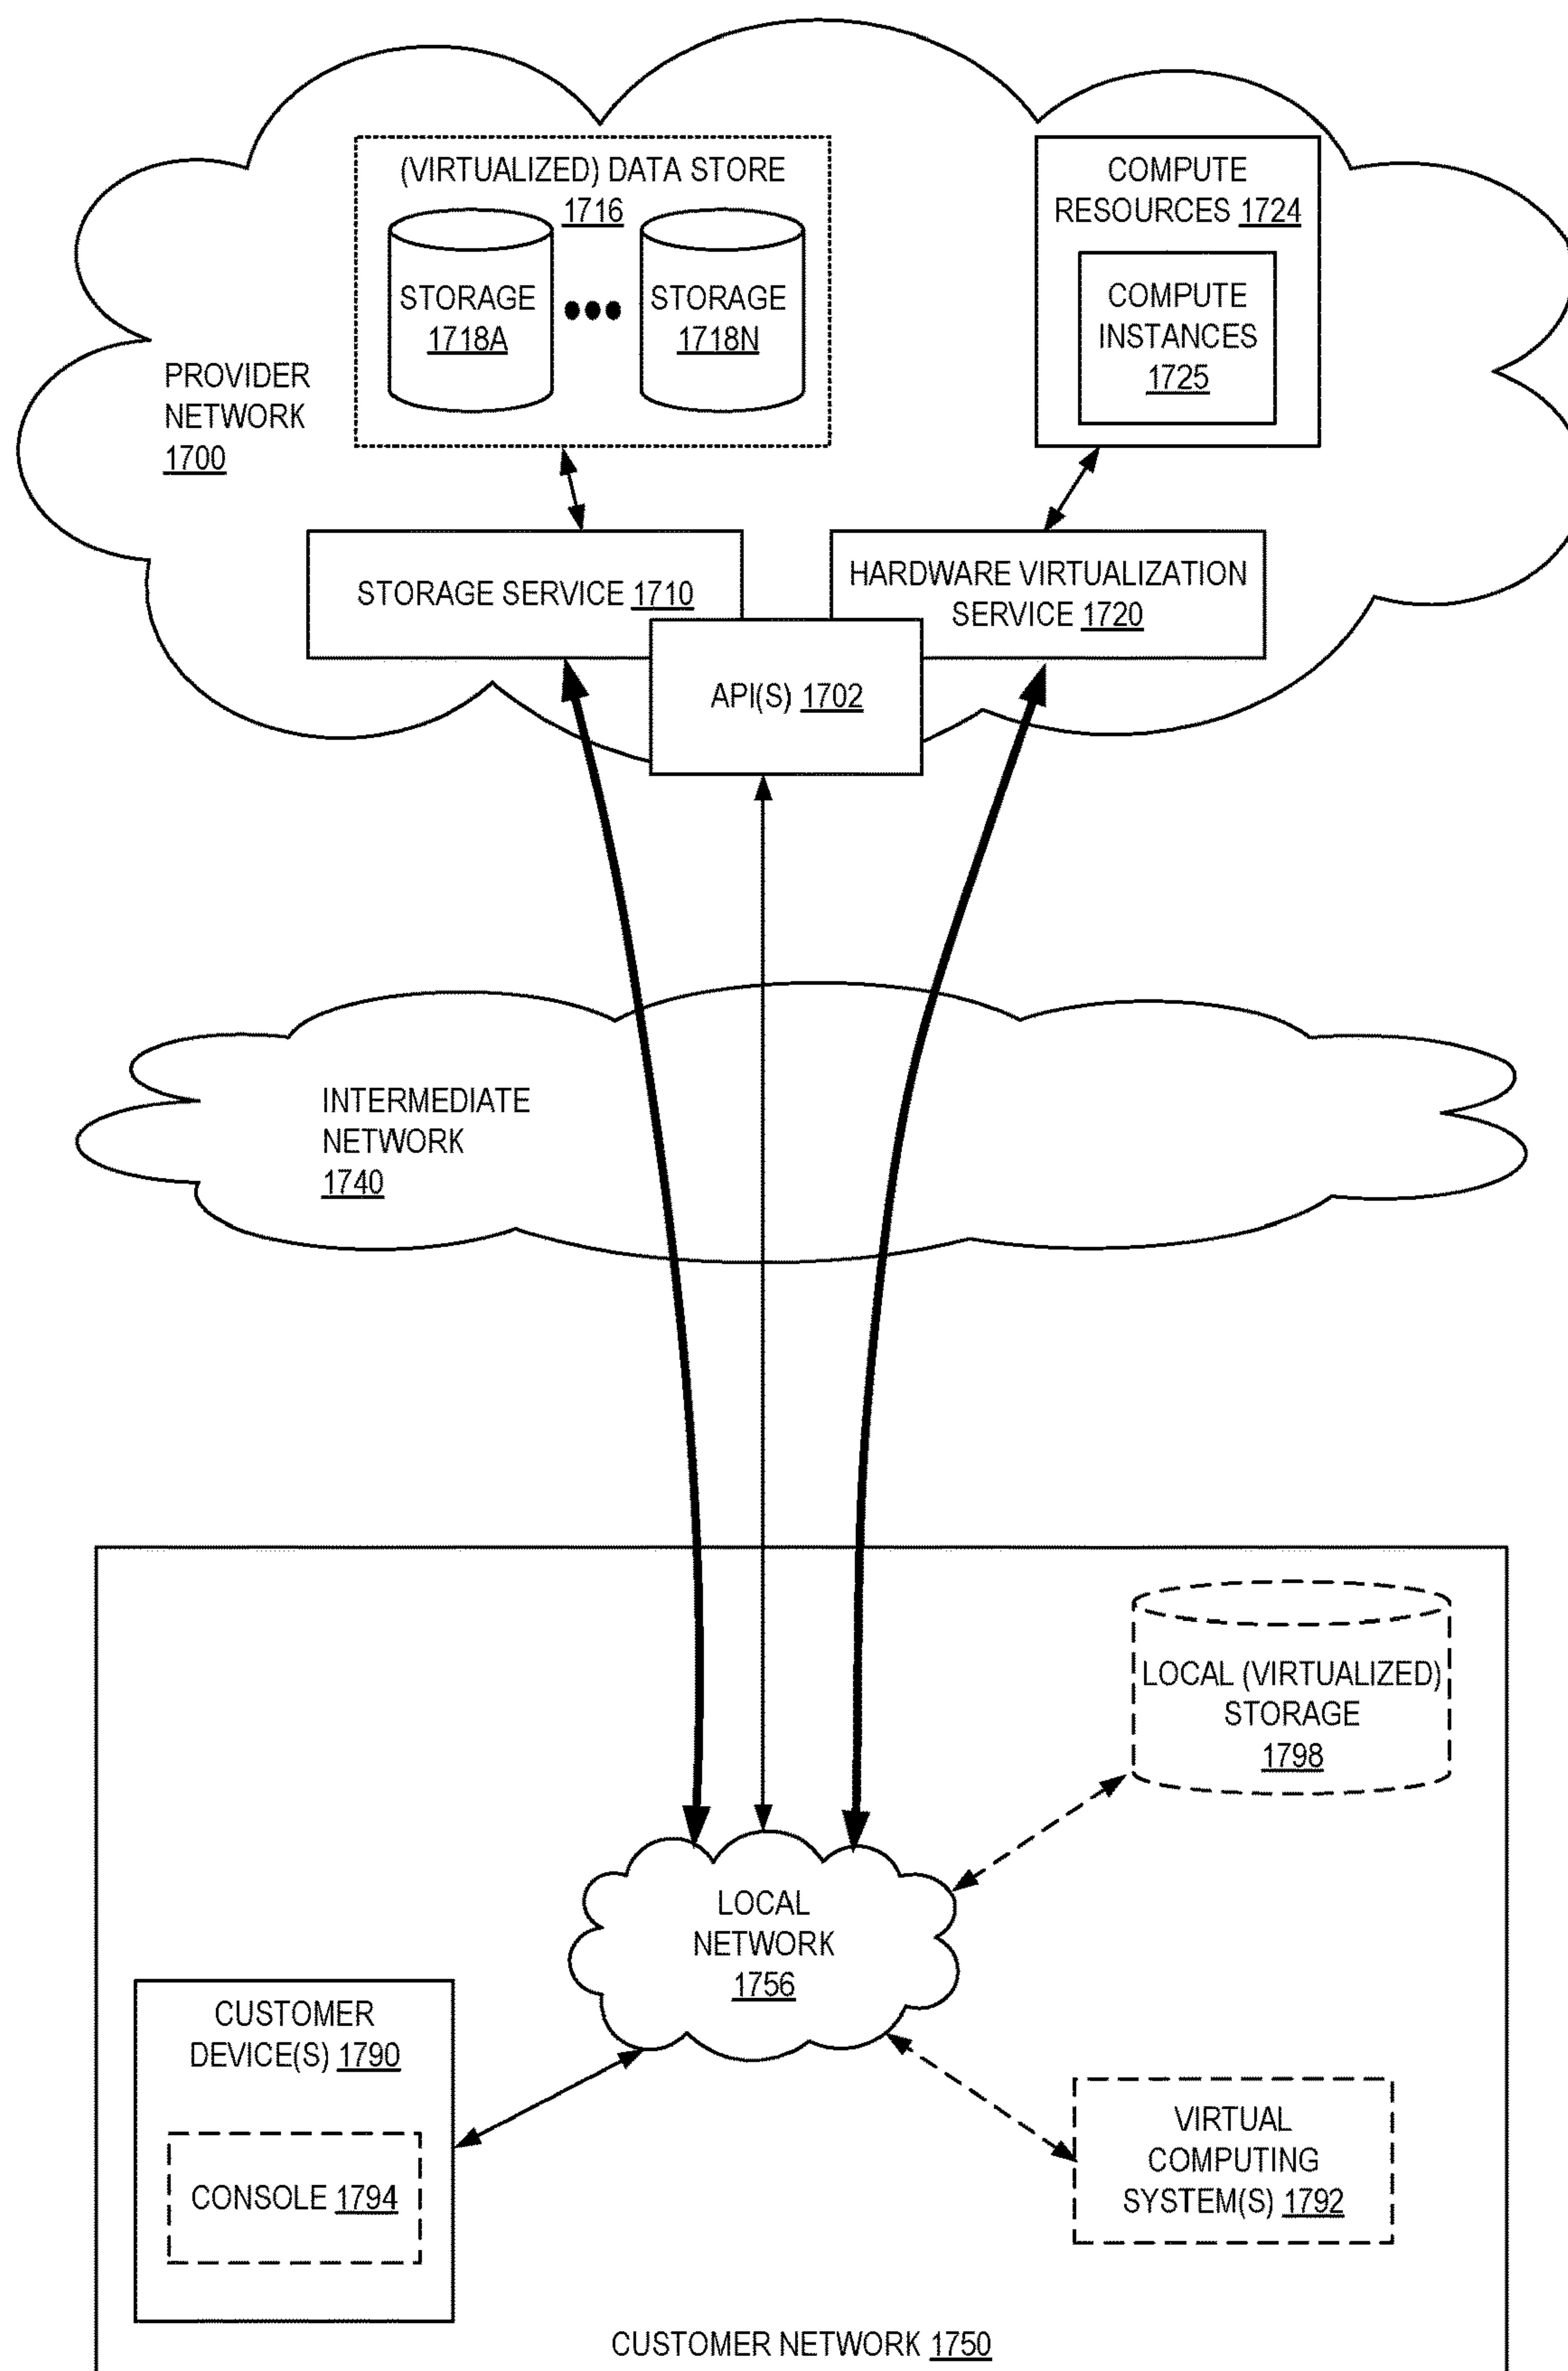 (VIRTUALIZED) DATA STORE
1716
STORAGE
1718A
STORAGE
1718N
COMPUTE
RESOURCES 1724
COMPUTE
INSTANCES
1725
PROVIDER
NETWORK
1700
STORAGE SERVICE 1710
HARDWARE VIRTUALIZATION
SERVICE 1720
API(S) 1702
INTERMEDIATE
NETWORK
1740
LOCAL (VIRTUALIZED)
STORAGE
1798
LOCAL
NETWORK
1756
CUSTOMER
DEVICE(S) 1790
CONSOLE 1794
VIRTUAL
COMPUTING
SYSTEM(S) 1792
CUSTOMER NETWORK 1750